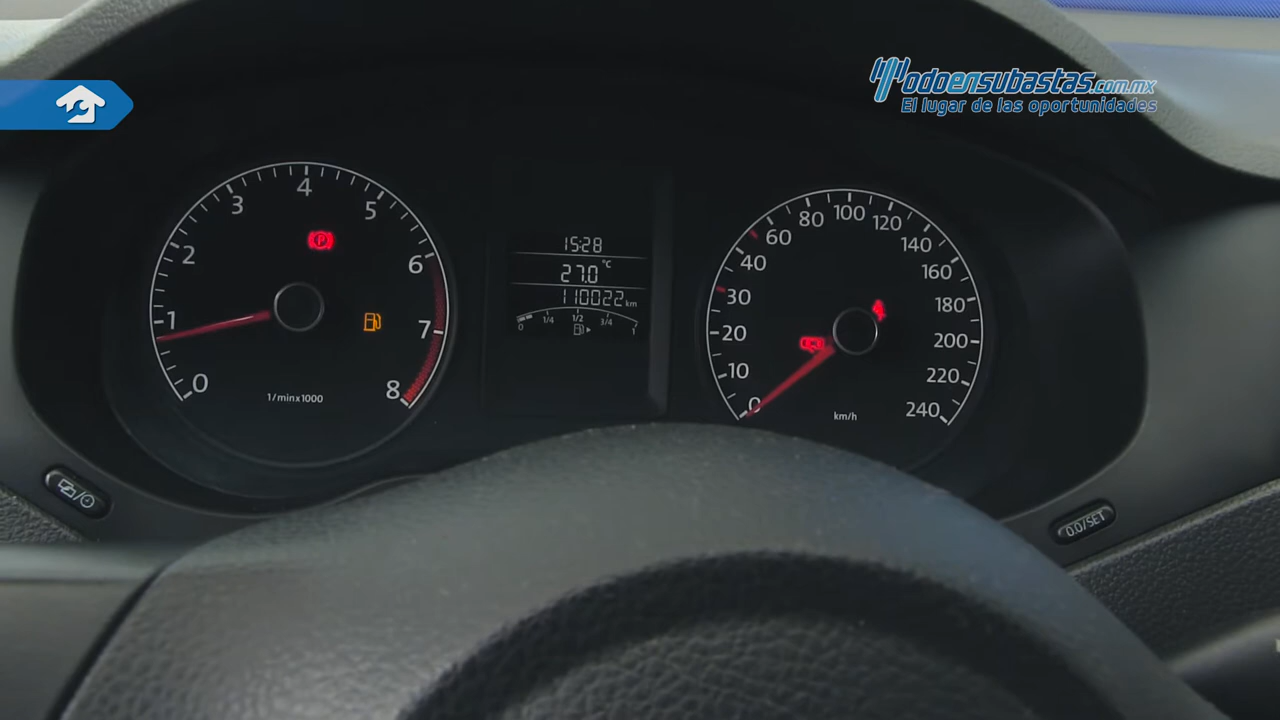 Todoensubastas.com.mx
El lugar de las oportunidades
0
1
2
3
4
5
6
7
8
P
1/minx1000
15:28
27.0 °C
110022 km
0 1/4 1/2 3/4 1
0
10
20
30
40
60
80
100
120
140
160
180
200
220
240
km/h
0.0/SET